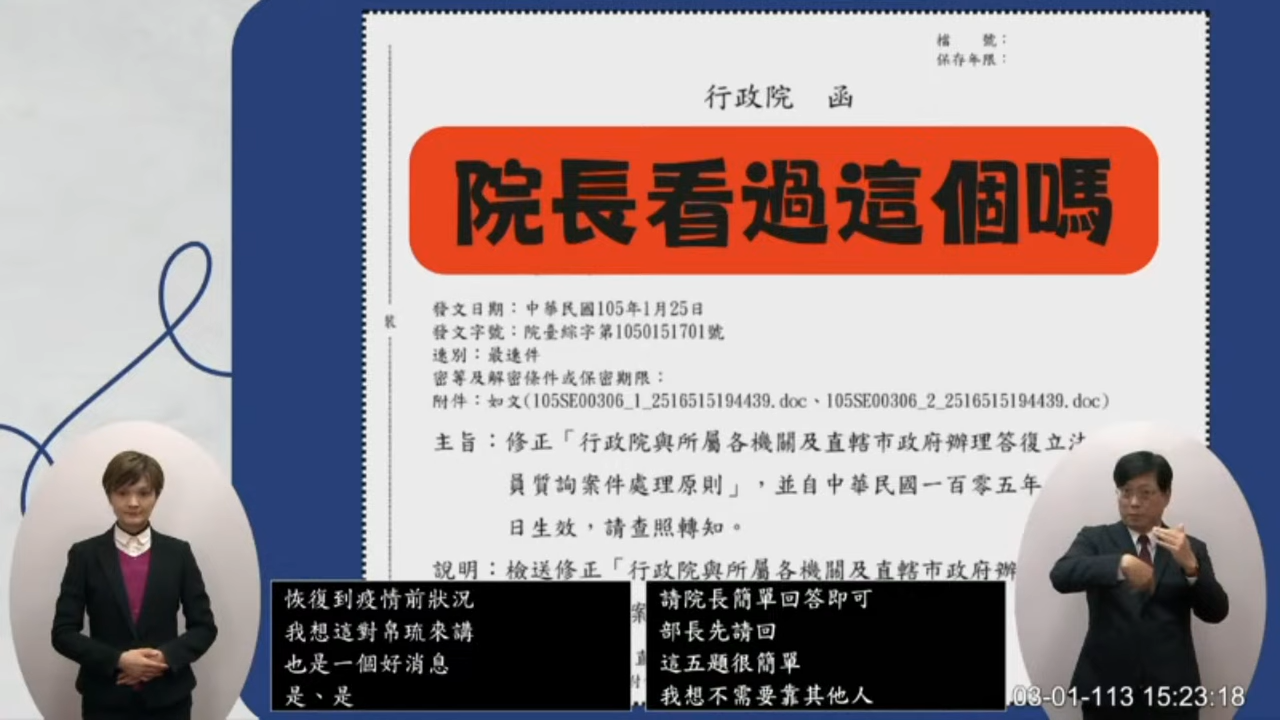 檔　號：
保存年限：
行政院　函
院長看過這個嗎
發文日期：中華民國105年1月25日
發文字號：院臺綜字第1050151701號
速別：最速件
密等及解密條件或保密期限：
附件：如文(105SE00306_1_2516515194439.doc、105SE00306_2_2516515194439.doc)
裝
主旨：修正「行政院與所屬各機關及直轄市政府辦理答復立法
員質詢案件處理原則」，並自中華民國一百零五年
日生效，請查照轉知。
說明：檢送修正「行政院與所屬各機關及直轄市政府辦
案
恢復到疫情前狀況
我想這對帛琉來講
也是一個好消息
是、是
請院長簡單回答即可
部長先請回
這五題很簡單
我想不需要靠其他人
03-01-113 15:23:18